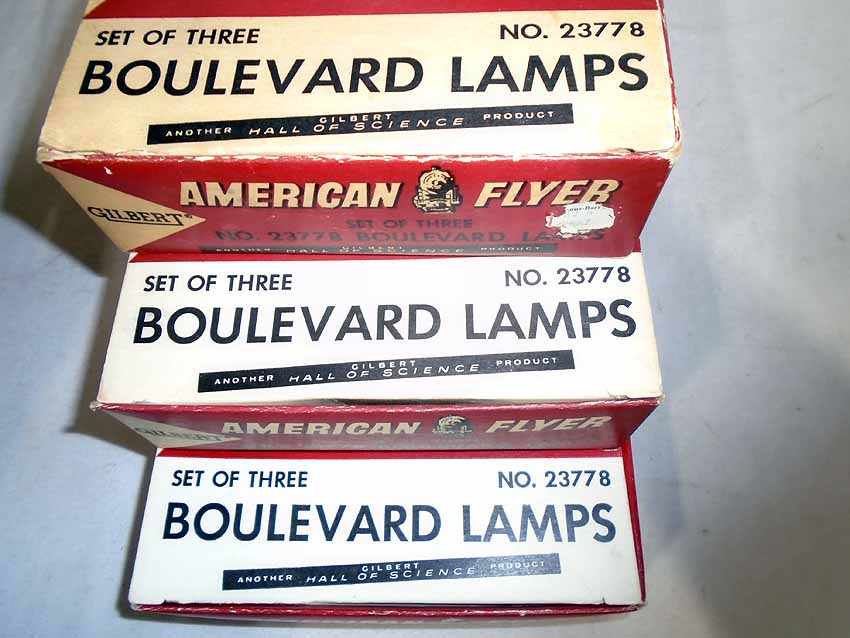 SET OF THREE NO. 23778
BOULEVARD LAMPS
ANOTHER GILBERT HALL OF SCIENCE PRODUCT
GILBERT® AMERICAN FLYER
SET OF THREE
NO. 23778 BOULEVARD LAMPS
ANOTHER GILBERT HALL OF SCIENCE PRODUCT
SET OF THREE NO. 23778
BOULEVARD LAMPS
ANOTHER GILBERT HALL OF SCIENCE PRODUCT
GILBERT AMERICAN FLYER
SET OF THREE NO. 23778
BOULEVARD LAMPS
ANOTHER GILBERT HALL OF SCIENCE PRODUCT